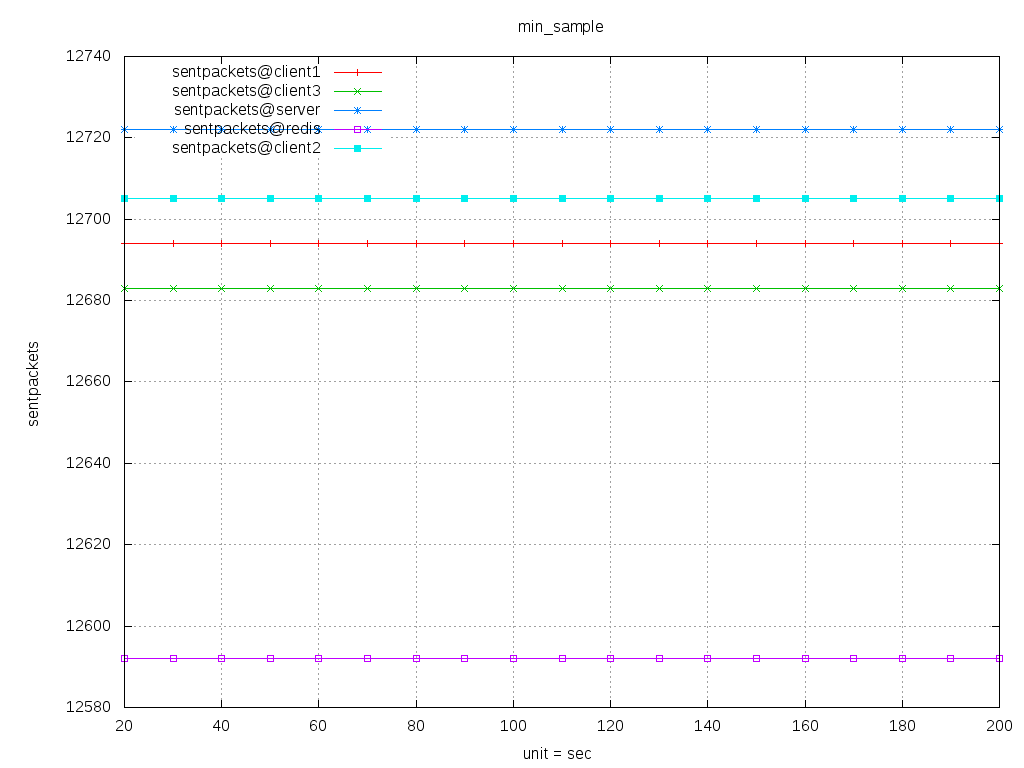 min_sample
12740
12720
12700
12680
12660
12640
12620
12600
12580
sentpackets@client1
sentpackets@client3
sentpackets@server
sentpackets@redis
sentpackets@client2
sentpackets
20 40 60 80 100 120 140 160 180 200
unit = sec